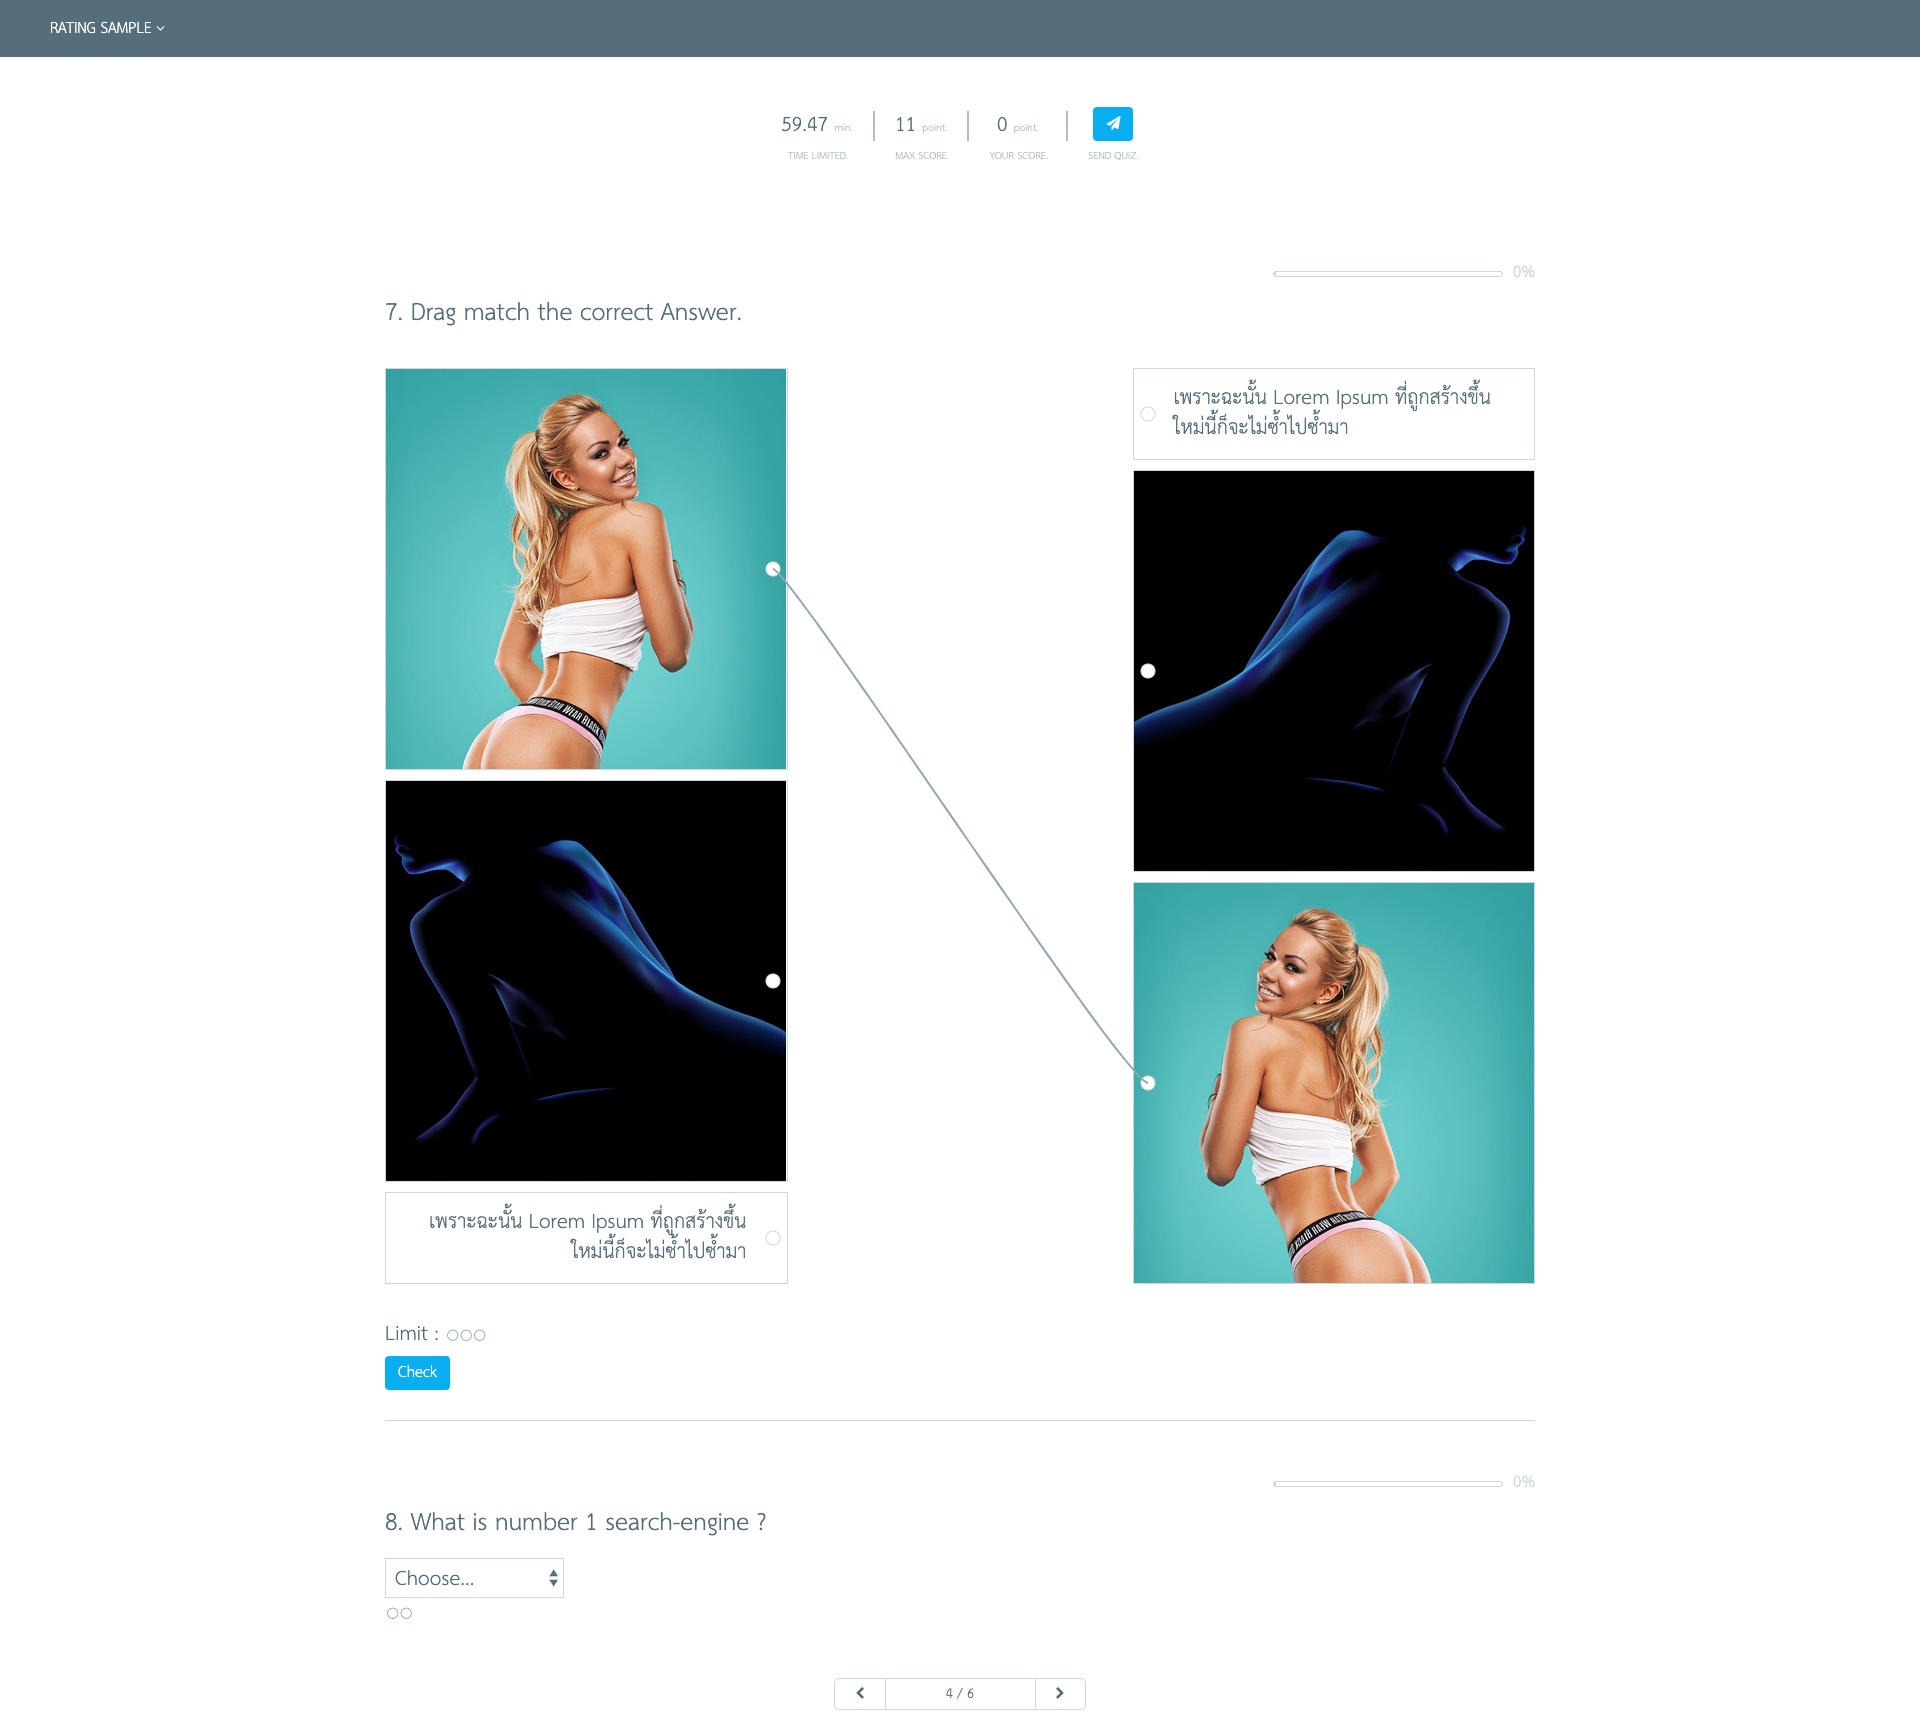 RATING SAMPLE
59.47 min.
TIME LIMITED.
11 point.
MAX SCORE.
0 point.
YOUR SCORE.
SEND QUIZ.
0%
7. Drag match the correct Answer.
เพราะฉะนั้น Lorem Ipsum ที่ถูกสร้างขึ้น
ใหม่นี้ก็จะไม่ซ้ำไปซ้ำมา
เพราะฉะนั้น Lorem Ipsum ที่ถูกสร้างขึ้น
ใหม่นี้ก็จะไม่ซ้ำไปซ้ำมา
Limit :
Check
0%
8. What is number 1 search-engine ?
Choose...
4 / 6